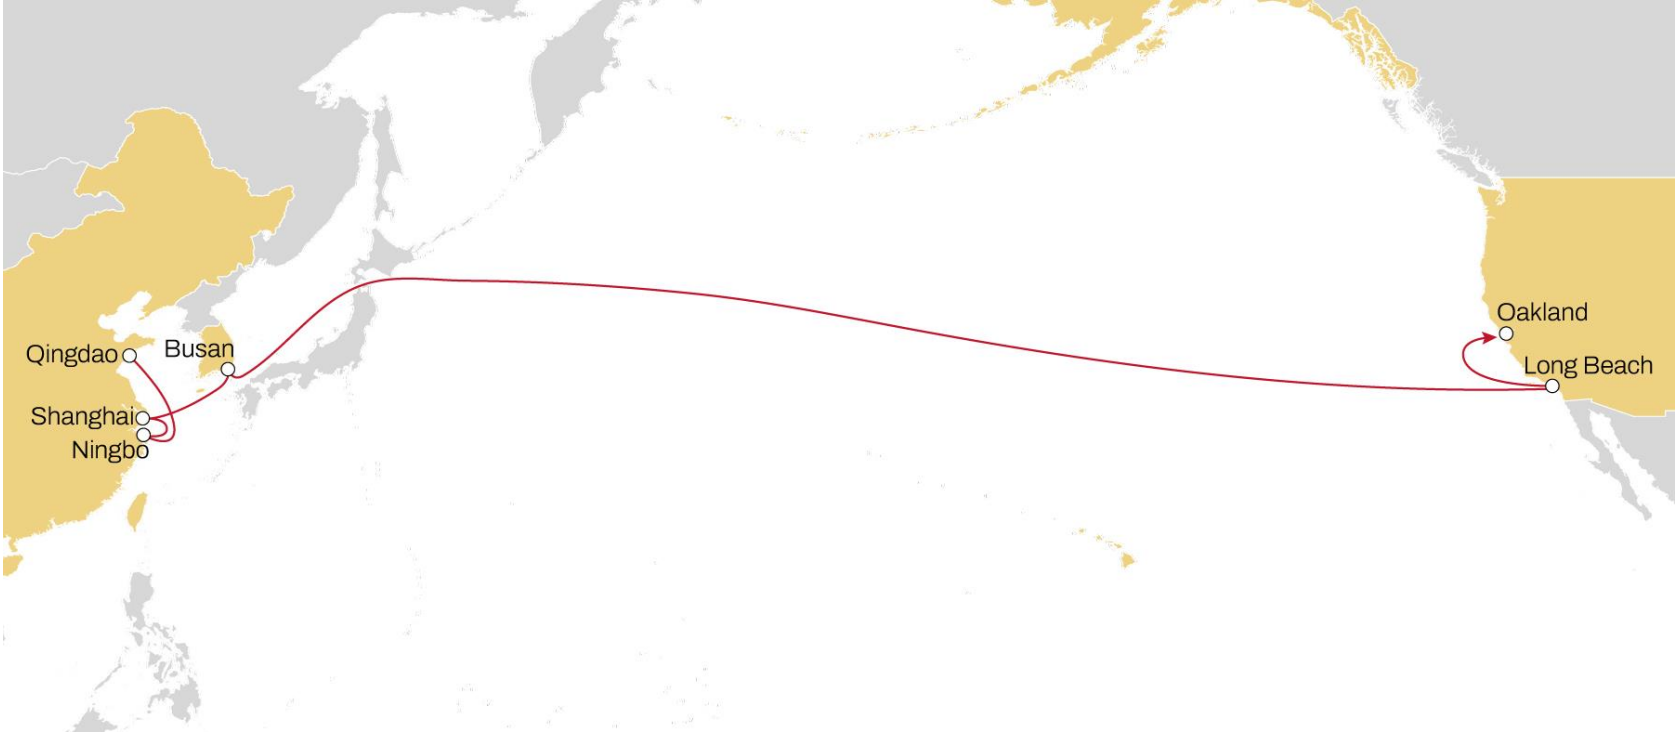 Oakland
Busan
Qingdao
Long Beach
Shanghai
Ningbo